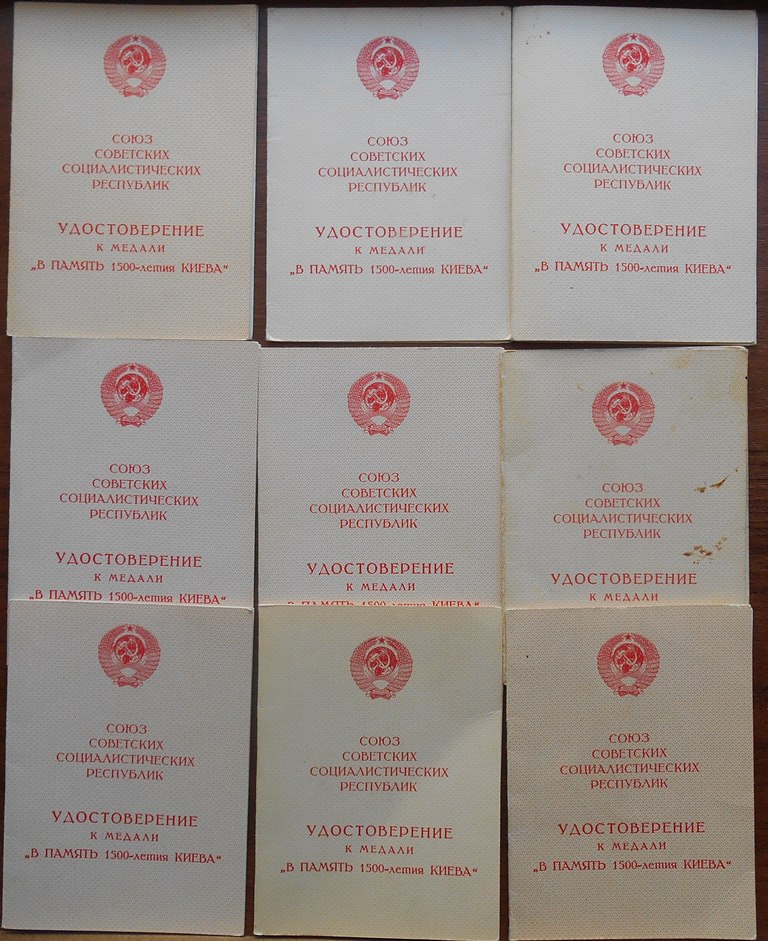 СОЮЗ
СОВЕТСКИХ
СОЦИАЛИСТИЧЕСКИХ
РЕСПУБЛИК
УДОСТОВЕРЕНИЕ
К МЕДАЛИ
„В ПАМЯТЬ 1500-летия КИЕВА“
СОЮЗ
СОВЕТСКИХ
СОЦИАЛИСТИЧЕСКИХ
РЕСПУБЛИК
УДОСТОВЕРЕНИЕ
К МЕДАЛИ
„В ПАМЯТЬ 1500-летия КИЕВА“
СОЮЗ
СОВЕТСКИХ
СОЦИАЛИСТИЧЕСКИХ
РЕСПУБЛИК
УДОСТОВЕРЕНИЕ
К МЕДАЛИ
„В ПАМЯТЬ 1500-летия КИЕВА“
СОЮЗ
СОВЕТСКИХ
СОЦИАЛИСТИЧЕСКИХ
РЕСПУБЛИК
УДОСТОВЕРЕНИЕ
К МЕДАЛИ
„В ПАМЯТЬ 1500-летия КИЕВА“
СОЮЗ
СОВЕТСКИХ
СОЦИАЛИСТИЧЕСКИХ
РЕСПУБЛИК
УДОСТОВЕРЕНИЕ
К МЕДАЛИ
„В ПАМЯТЬ 1500-летия КИЕВА“
СОЮЗ
СОВЕТСКИХ
СОЦИАЛИСТИЧЕСКИХ
РЕСПУБЛИК
УДОСТОВЕРЕНИЕ
К МЕДАЛИ
СОЮЗ
СОВЕТСКИХ
СОЦИАЛИСТИЧЕСКИХ
РЕСПУБЛИК
УДОСТОВЕРЕНИЕ
К МЕДАЛИ
„В ПАМЯТЬ 1500-летия КИЕВА“
СОЮЗ
СОВЕТСКИХ
СОЦИАЛИСТИЧЕСКИХ
РЕСПУБЛИК
УДОСТОВЕРЕНИЕ
К МЕДАЛИ
„В ПАМЯТЬ 1500-летия КИЕВА“
СОЮЗ
СОВЕТСКИХ
СОЦИАЛИСТИЧЕСКИХ
РЕСПУБЛИК
УДОСТОВЕРЕНИЕ
К МЕДАЛИ
„В ПАМЯТЬ 1500-летия КИЕВА“